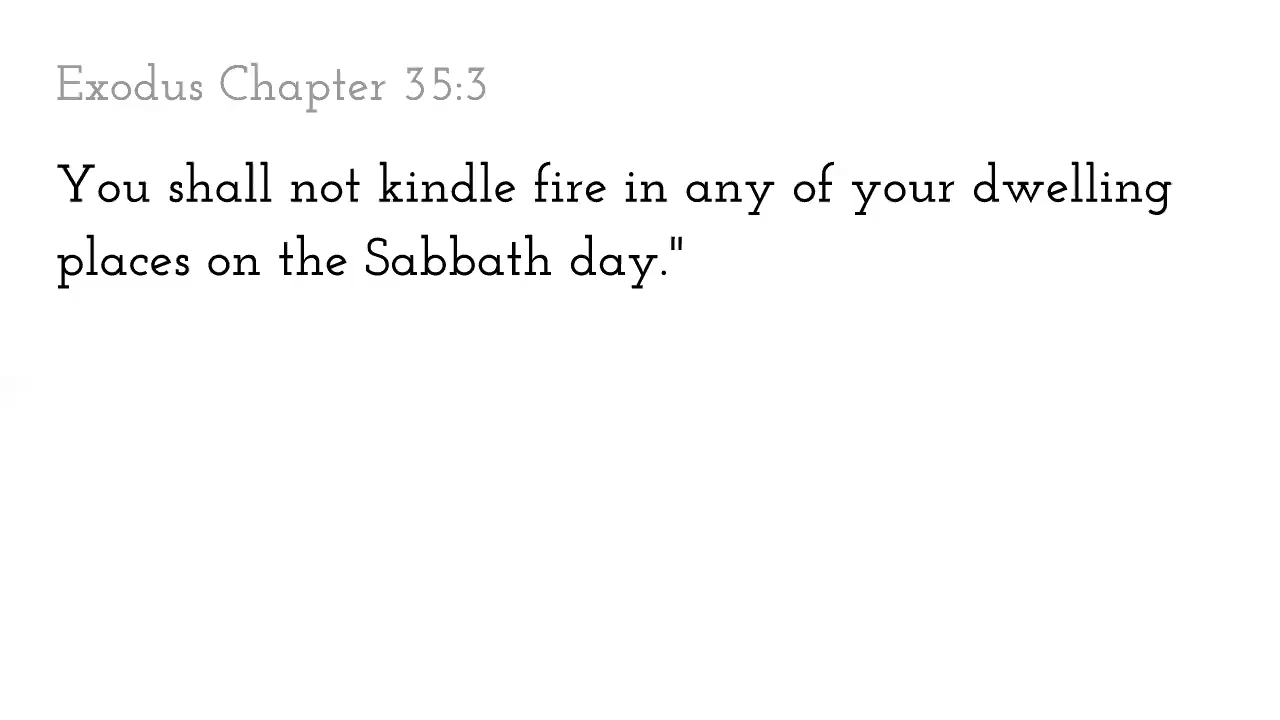 Exodus Chapter 35:3
You shall not kindle fire in any of your dwelling
places on the Sabbath day."